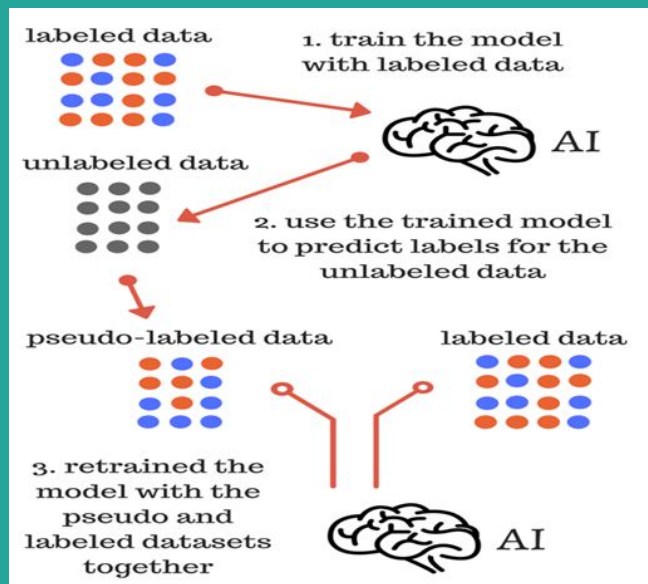 labeled data
1. train the model
with labeled data
AI
unlabeled data
2. use the trained model
to predict labels for the
unlabeled data
pseudo-labeled data
labeled data
3. retrained the
model with the
pseudo and
labeled datasets
together
AI